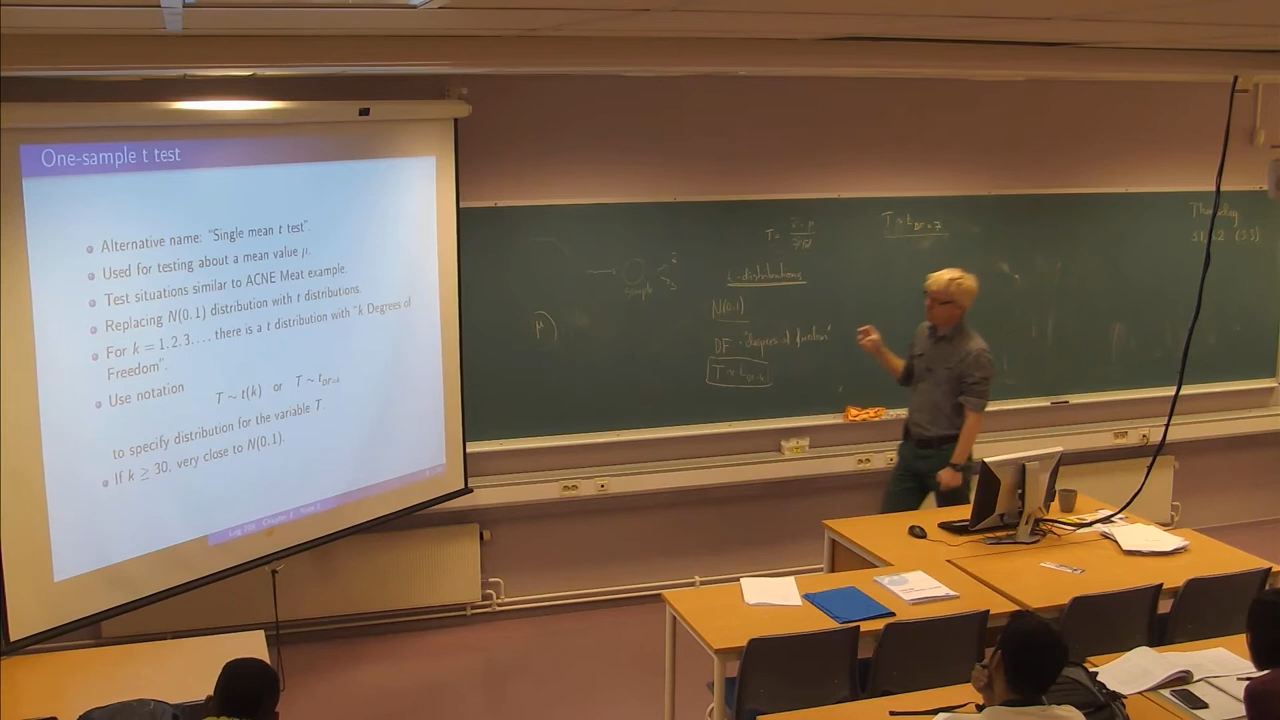 One-sample t test
Alternative name: "Single mean t test".
Used for testing about a mean value μ.
Test situations similar to ACNE Meat example.
Replacing N(0,1) distribution with t distributions.
For k = 1,2,3..., there is a t distribution with "k Degrees of
Freedom".
Use notation
T ∼ t(k) or T ∼ t_DF=k
to specify distribution for the variable T.
If k ≥ 30, very close to N(0,1).
μ
sample
T =
T ∼ t_DF=7
t-distributions
N(0,1)
DF - "degrees of freedom"
T ∼ t_DF=k
Thursday